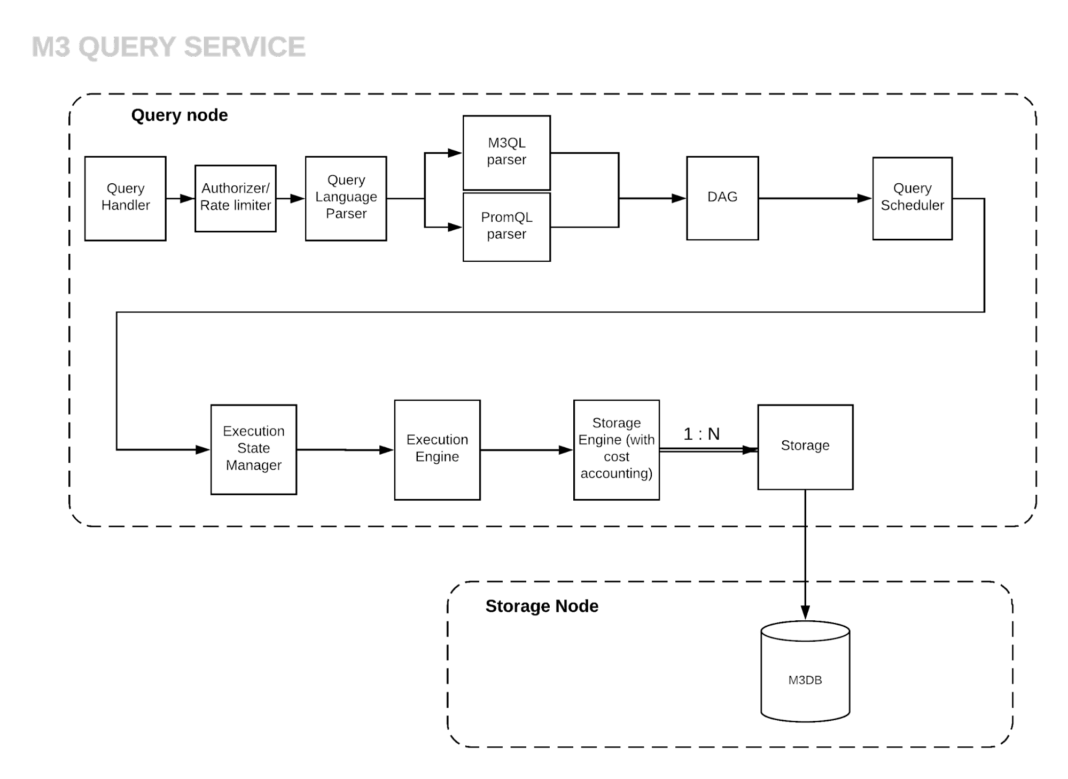 M3 QUERY SERVICE
Query node
Query
Handler
Authorizer/
Rate limiter
Query
Language
Parser
M3QL
parser
PromQL
parser
DAG
Query
Scheduler
Execution
State
Manager
Execution
Engine
Storage
Engine (with
cost
accounting)
1 : N
Storage
Storage Node
M3DB